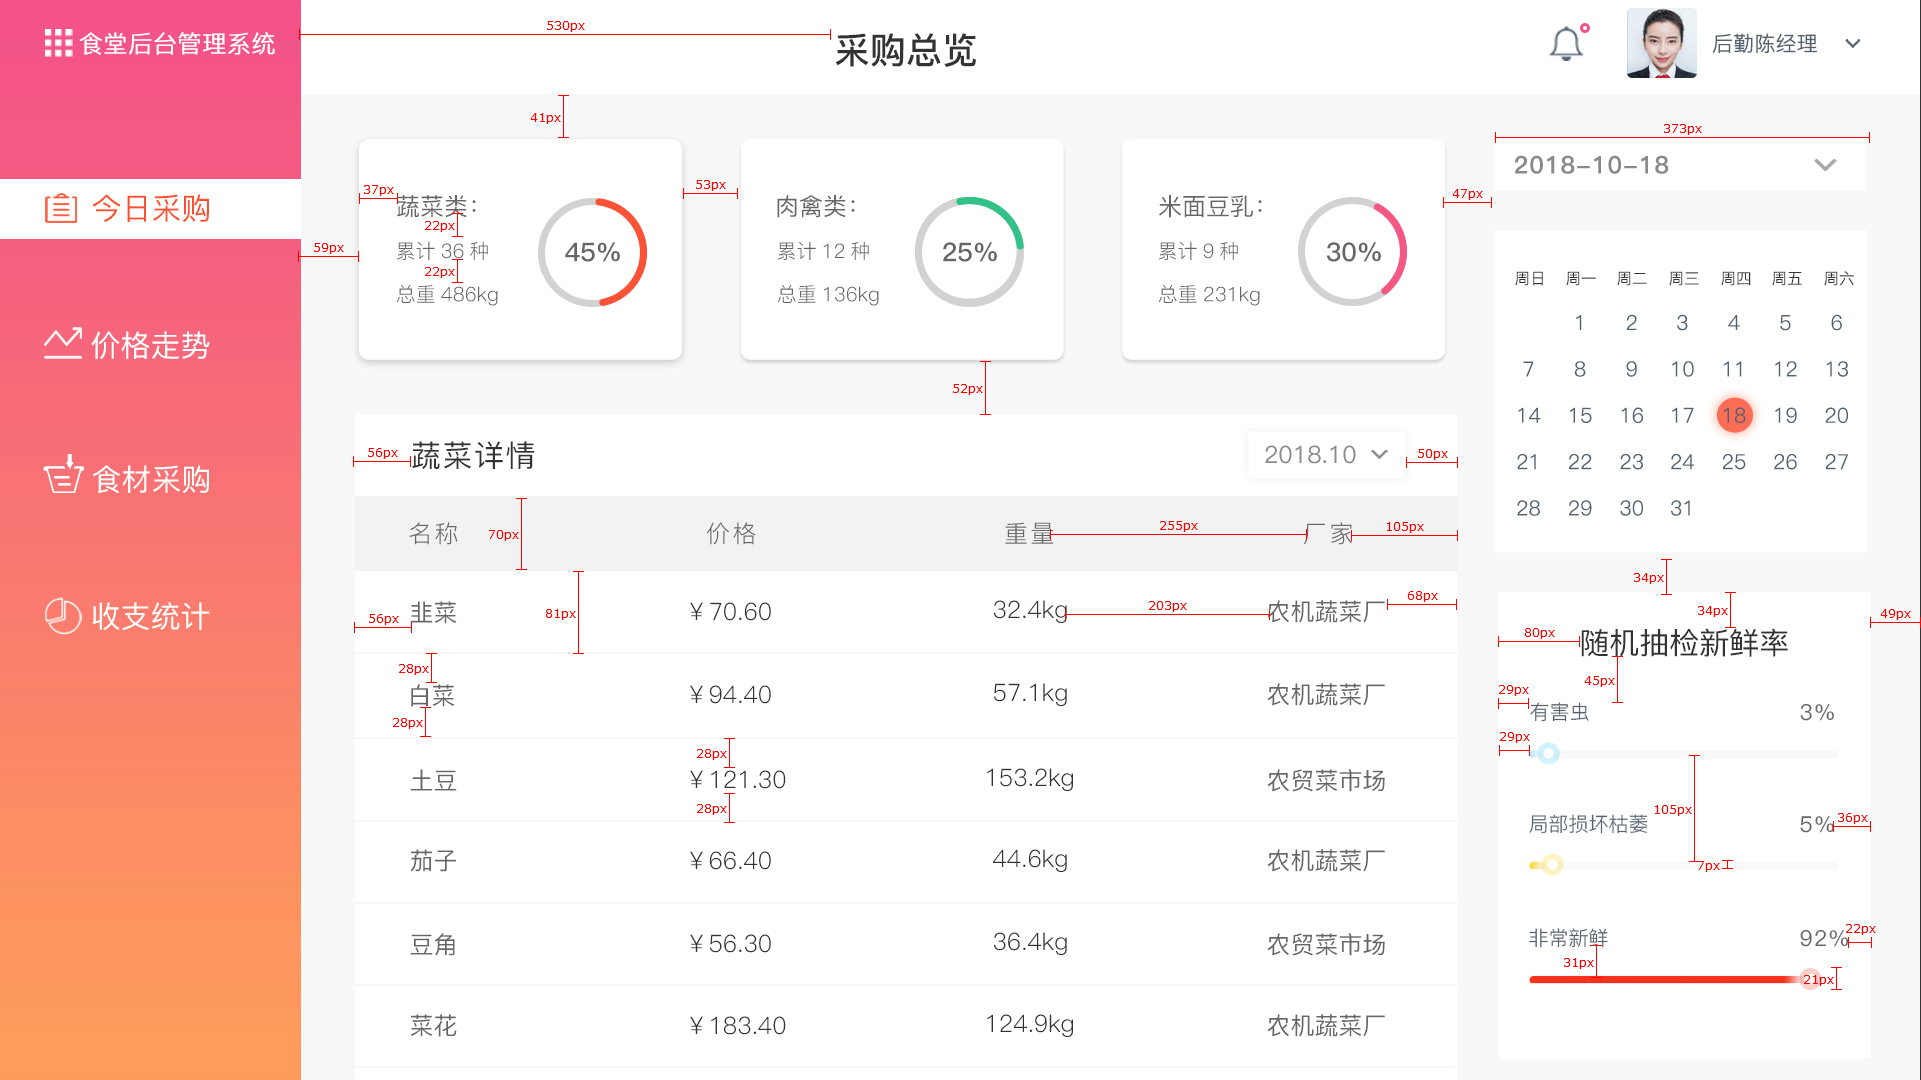 食堂后台管理系统
530px
采购总览
后勤陈经理
41px
373px
2018-10-18
今日采购
59px
37px
蔬菜类:
22px
累计 36 种
22px
总重 486kg
45%
53px
肉禽类:
累计 12 种
总重 136kg
25%
米面豆乳:
累计 9 种
总重 231kg
30%
47px
周日 周一 周二 周三 周四 周五 周六
1 2 3 4 5 6
7 8 9 10 11 12 13
14 15 16 17 18 19 20
21 22 23 24 25 26 27
28 29 30 31
价格走势
食材采购
收支统计
52px
56px
蔬菜详情
2018.10
50px
名称 70px 价格 重量 255px 厂家 105px
56px 韭菜 81px ¥ 70.60 32.4kg 203px 农机蔬菜厂 68px
28px
白菜 ¥ 94.40 57.1kg 农机蔬菜厂
28px
28px
土豆 ¥ 121.30 153.2kg 农贸菜市场
28px
茄子 ¥ 66.40 44.6kg 农机蔬菜厂
豆角 ¥ 56.30 36.4kg 农贸菜市场
菜花 ¥ 183.40 124.9kg 农机蔬菜厂
34px
34px
49px
80px
随机抽检新鲜率
45px
29px
有害虫 3%
29px
105px
局部损坏枯萎 5%
36px
7px
非常新鲜 92%
22px
31px
21px